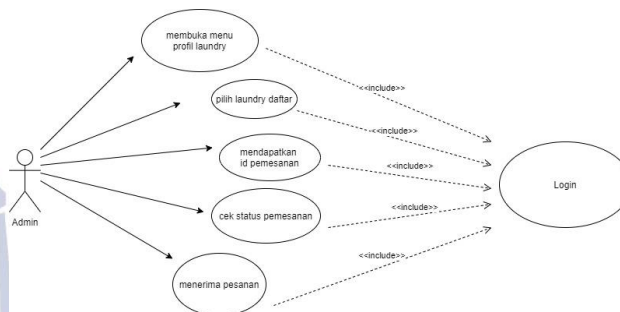 membuka menu
profil laundry
<<include>>
pilih laundry daftar
<<include>>
mendapatkan
id pemesanan
<<include>>
Login
Admin
cek status pemesanan
<<include>>
<<include>>
menerima pesanan